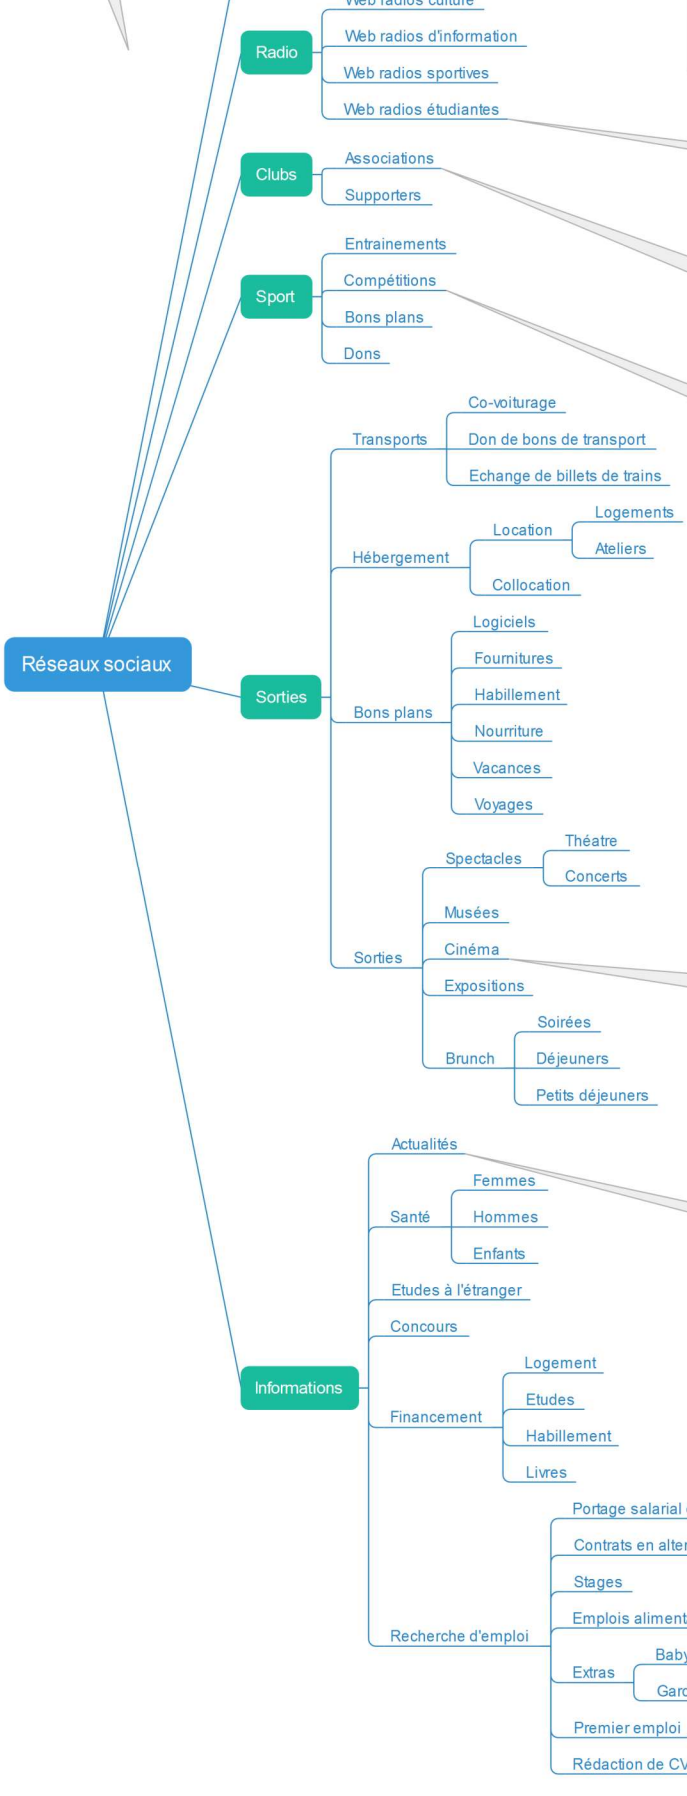 Web radios culture
Radio
Web radios d'information
Web radios sportives
Web radios étudiantes
Clubs
Associations
Supporters
Sport
Entrainements
Compétitions
Bons plans
Dons
Réseaux sociaux
Sorties
Transports
Co-voiturage
Don de bons de transport
Echange de billets de trains
Hébergement
Location
Logements
Ateliers
Collocation
Bons plans
Logiciels
Fournitures
Habillement
Nourriture
Vacances
Voyages
Sorties
Spectacles
Théatre
Concerts
Musées
Cinéma
Expositions
Brunch
Soirées
Déjeuners
Petits déjeuners
Informations
Actualités
Santé
Femmes
Hommes
Enfants
Etudes à l'étranger
Concours
Financement
Logement
Etudes
Habillement
Livres
Recherche d'emploi
Portage salarial
Contrats en
Stages
Emplois
Extras
Premier emploi
Rédaction de CV